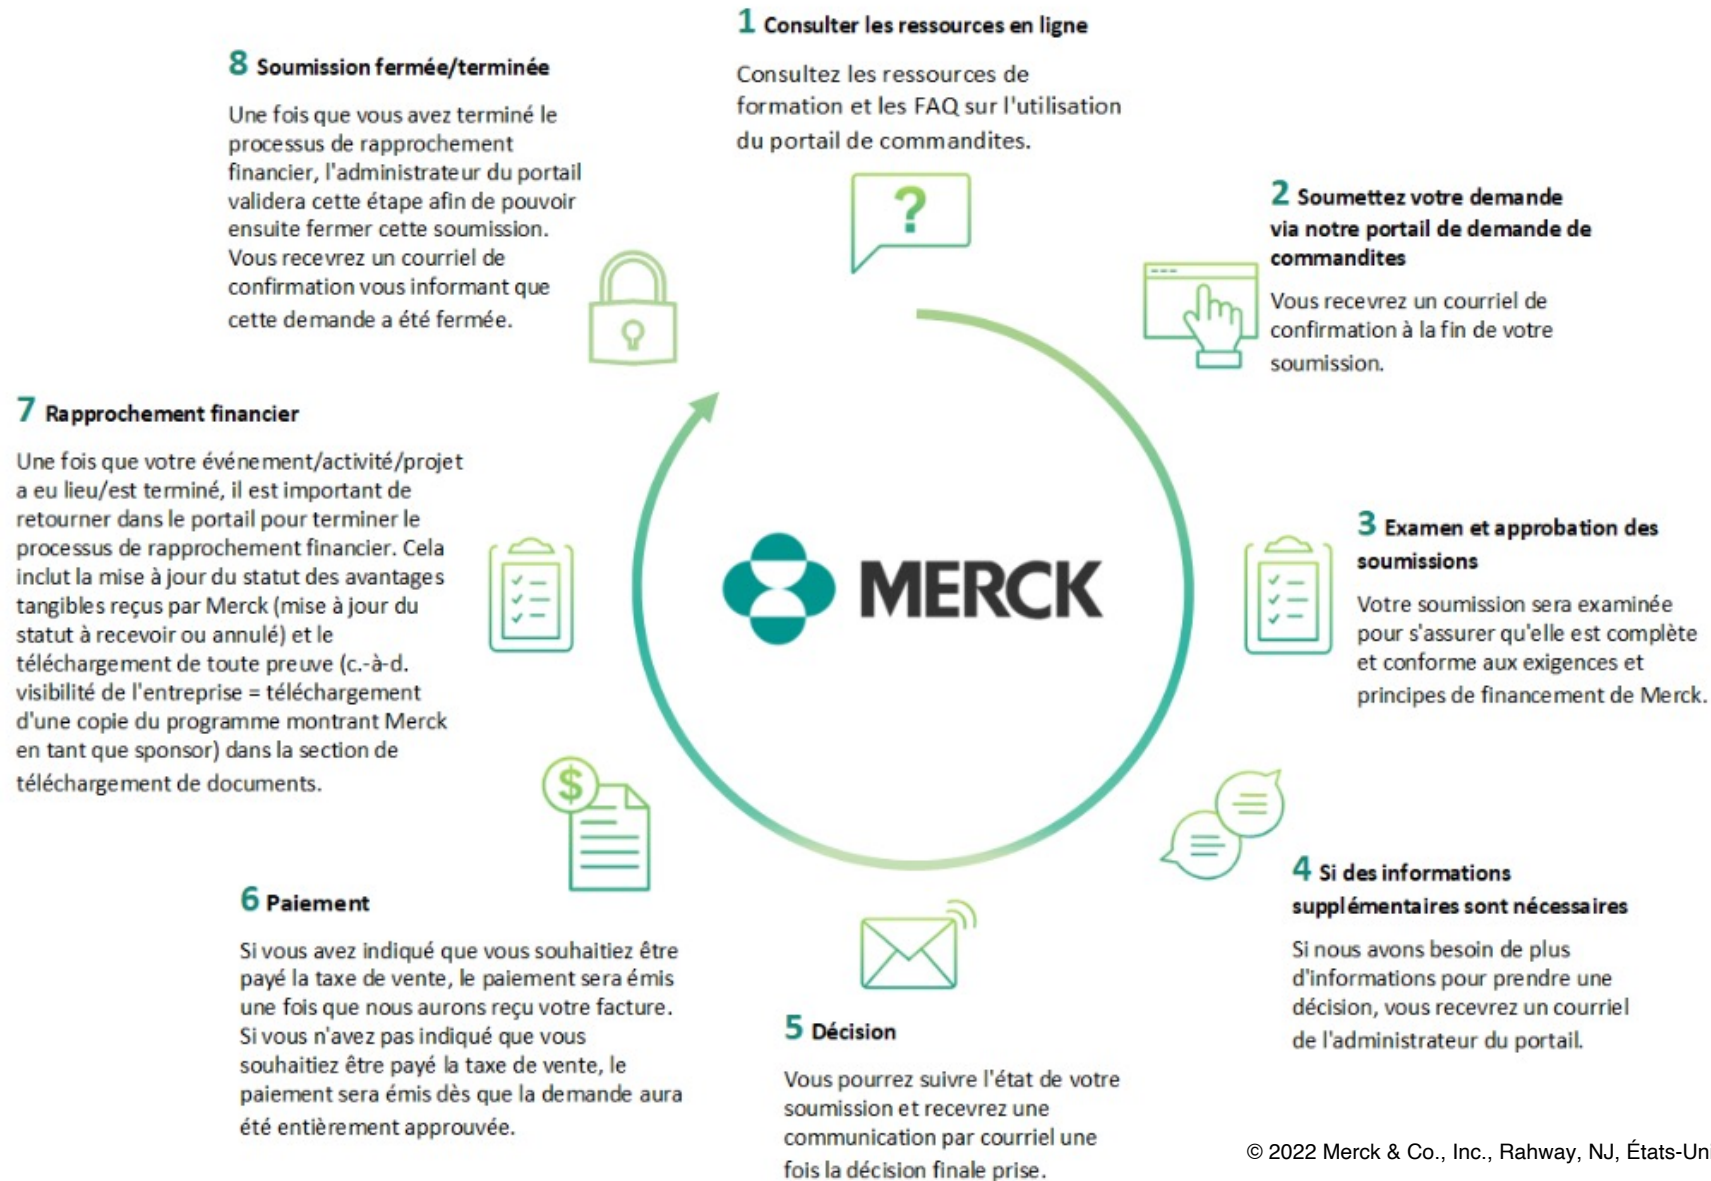 1 Consulter les ressources en ligne
Consultez les ressources de
formation et les FAQ sur l'utilisation
du portail de commandites.
?
2 Soumettez votre demande
via notre portail de demande de
commandites
Vous recevrez un courriel de
confirmation à la fin de votre
soumission.
3 Examen et approbation des
soumissions
Votre soumission sera examinée
pour s'assurer qu'elle est complète
et conforme aux exigences et
principes de financement de Merck.
4 Si des informations
supplémentaires sont nécessaires
Si nous avons besoin de plus
d'informations pour prendre une
décision, vous recevrez un courriel
de l'administrateur du portail.
5 Décision
Vous pourrez suivre l'état de votre
soumission et recevrez une
communication par courriel une
fois la décision finale prise.
6 Paiement
Si vous avez indiqué que vous souhaitiez être
payé la taxe de vente, le paiement sera émis
une fois que nous aurons reçu votre facture.
Si vous n'avez pas indiqué que vous
souhaitiez être payé la taxe de vente, le
paiement sera émis dès que la demande aura
été entièrement approuvée.
$
7 Rapprochement financier
Une fois que votre événement/activité/projet
a eu lieu/est terminé, il est important de
retourner dans le portail pour terminer le
processus de rapprochement financier. Cela
inclut la mise à jour du statut des avantages
tangibles reçus par Merck (mise à jour du
statut à recevoir ou annulé) et le
téléchargement de toute preuve (c.-à-d.
visibilité de l'entreprise = téléchargement
d'une copie du programme montrant Merck
en tant que sponsor) dans la section de
téléchargement de documents.
8 Soumission fermée/terminée
Une fois que vous avez terminé le
processus de rapprochement
financier, l'administrateur du portail
validera cette étape afin de pouvoir
ensuite fermer cette soumission.
Vous recevrez un courriel de
confirmation vous informant que
cette demande a été fermée.
MERCK
© 2022 Merck & Co., Inc., Rahway, NJ, États-Un